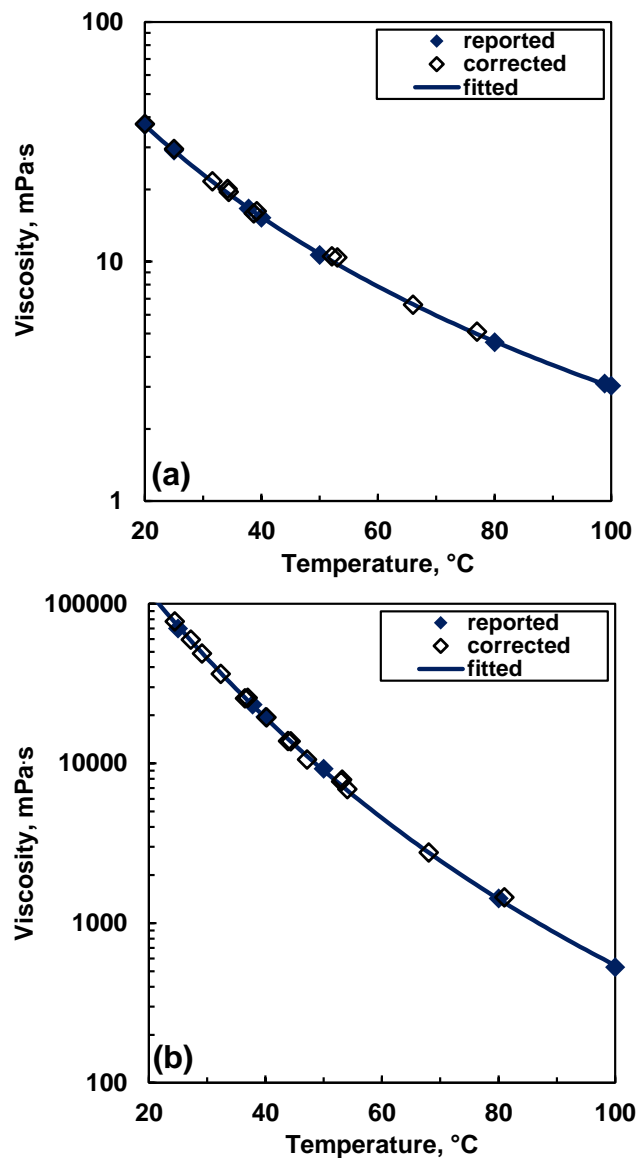 100
reported
corrected
fitted
10
Viscosity, mPa·s
(a)
1
20 40 60 80 100
Temperature, °C
100000
reported
corrected
fitted
10000
Viscosity, mPa·s
1000
(b)
100
20 40 60 80 100
Temperature, °C